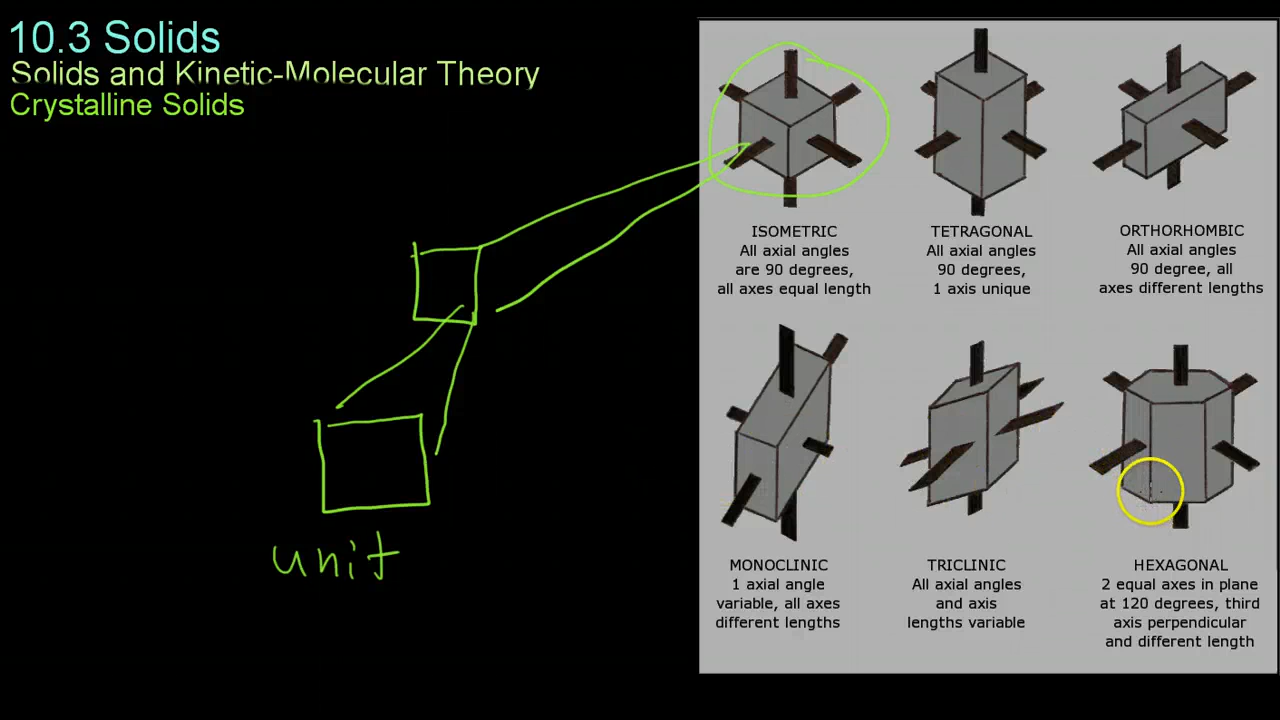 10.3 Solids
Solids and Kinetic-Molecular Theory
Crystalline Solids
unit
ISOMETRIC
All axial angles
are 90 degrees,
all axes equal length
TETRAGONAL
All axial angles
90 degrees,
1 axis unique
ORTHORHOMBIC
All axial angles
90 degree, all
axes different lengths
MONOCLINIC
1 axial angle
variable, all axes
different lengths
TRICLINIC
All axial angles
and axis
lengths variable
HEXAGONAL
2 equal axes in plane
at 120 degrees, third
axis perpendicular
and different length